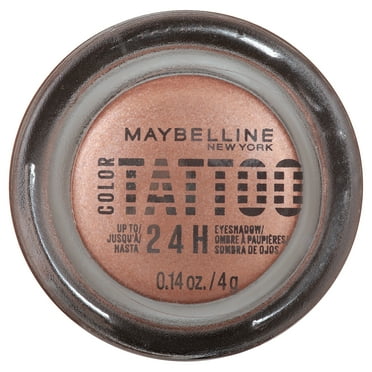 MAYBELLINE
NEW YORK
COLOR
TATTOO
UP TO/
JUSQU'À/
HASTA
24H
EYESHADOW/
OMBRE À PAUPIÈRES/
SOMBRA DE OJOS
0.14 oz. / 4 g